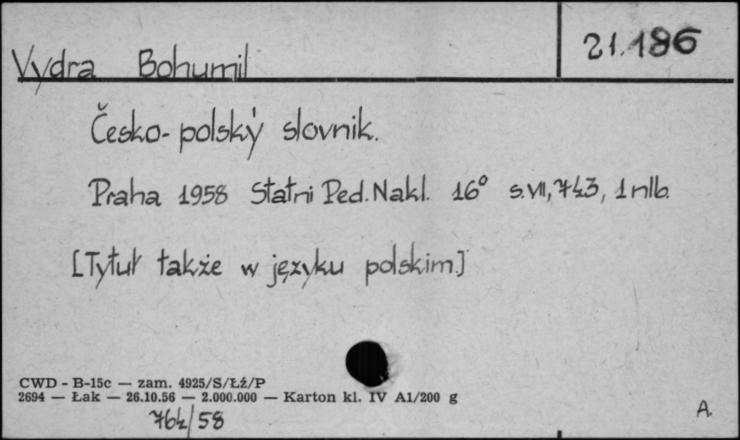 21.186
Vydra Bohumil
Česko-polský slovnik.
Praha 1958 Statni Ped. Nakl. 16° s. VII, 743, 1 nlb.
[Tytuł także w języku polskim.]
CWD - B-15c — zam. 4925/S/Łź/P
2694 — Łak — 26.10.56 — 2.000.000 — Karton kl. IV A1/200 g
764/58
A.